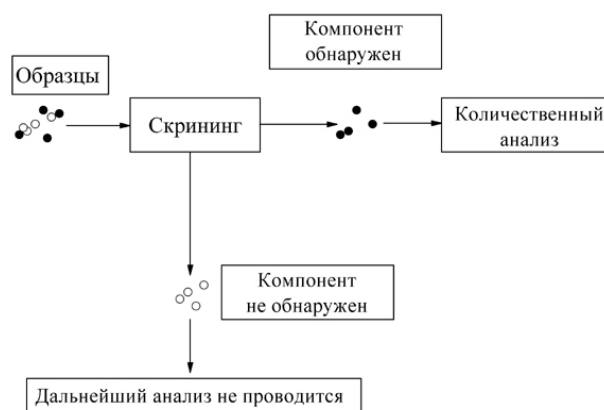 Компонент
обнаружен
Образцы
Скрининг
Количественный
анализ
Компонент
не обнаружен
Дальнейший анализ не проводится